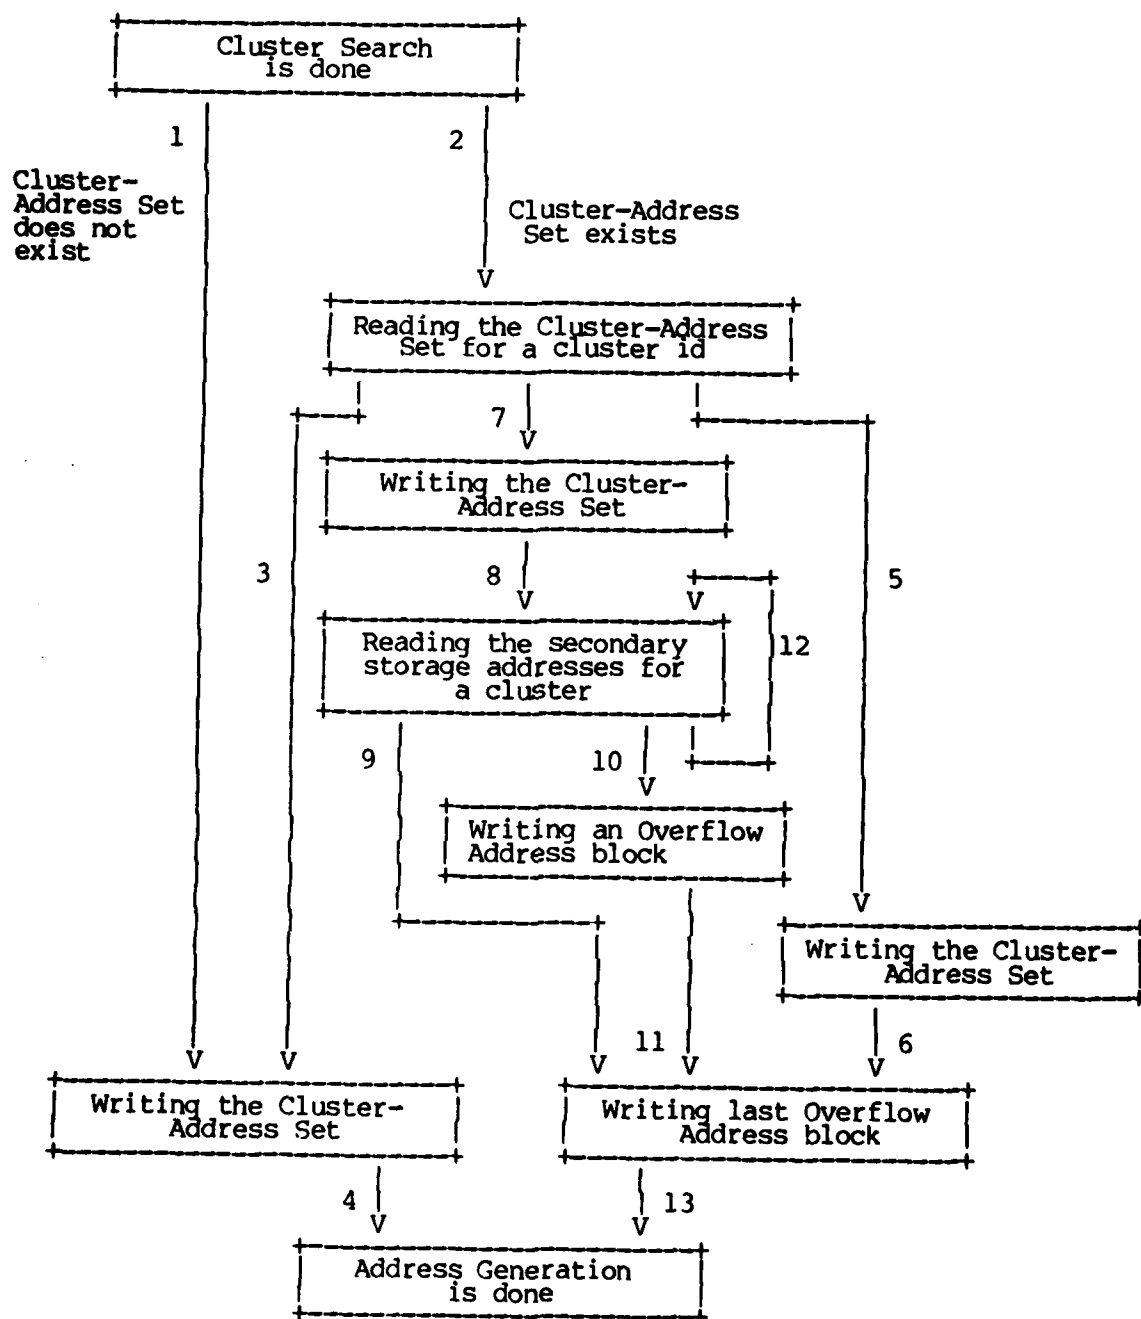 Cluster Search
is done
1
2
Cluster-
Address Set
does not
exist
Cluster-Address
Set exists
Reading the Cluster-Address
Set for a cluster id
7
Writing the Cluster-
Address Set
3
8
5
12
Reading the secondary
storage addresses for
a cluster
9
10
Writing an Overflow
Address block
Writing the Cluster-
Address Set
11
6
Writing the Cluster-
Address Set
Writing last Overflow
Address block
4
13
Address Generation
is done